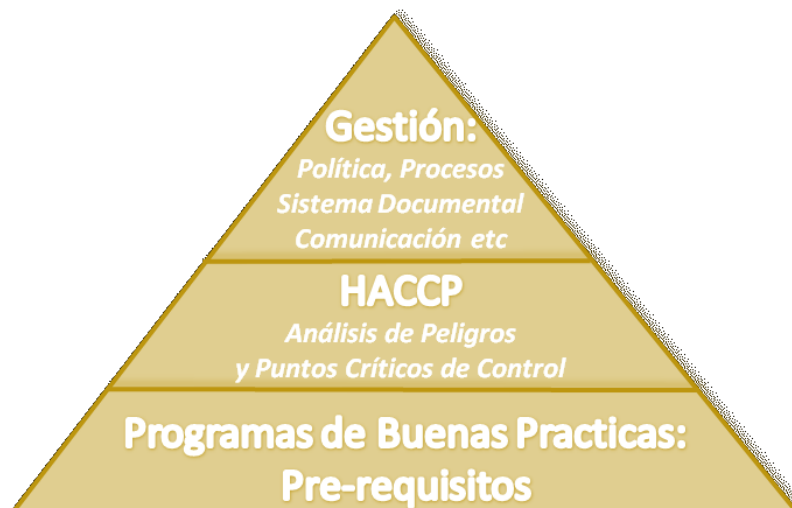 Gestión:
Política, Procesos
Sistema Documental
Comunicación etc
HACCP
Análisis de Peligros
y Puntos Críticos de Control
Programas de Buenas Practicas:
Pre-requisitos